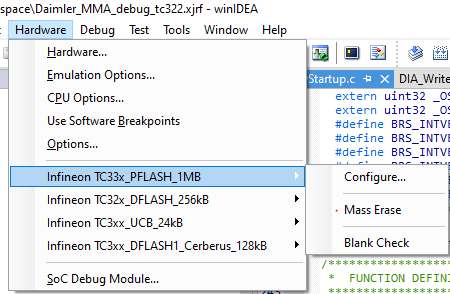 space\Daimler_MMA_debug_tc322.xjrf - winIDEA
Hardware Debug Test Tools Window Help
Hardware...
Emulation Options...
CPU Options...
Use Software Breakpoints
Options...
Infineon TC33x_PFLASH_1MB
Infineon TC32x_DFLASH_256kB
Infineon TC3xx_UCB_24kB
Infineon TC3xx_DFLASH1_Cerberus_128kB
SoC Debug Module...
Configure...
Mass Erase
Blank Check
Startup.c DIA_Write
extern uint32 _OS
extern uint32 _OS
#define BRS_INTVE
#define BRS_INTVE
#define BRS_INTVE
#define BRS_INTVE
/********************
* FUNCTION DEFINI
********************